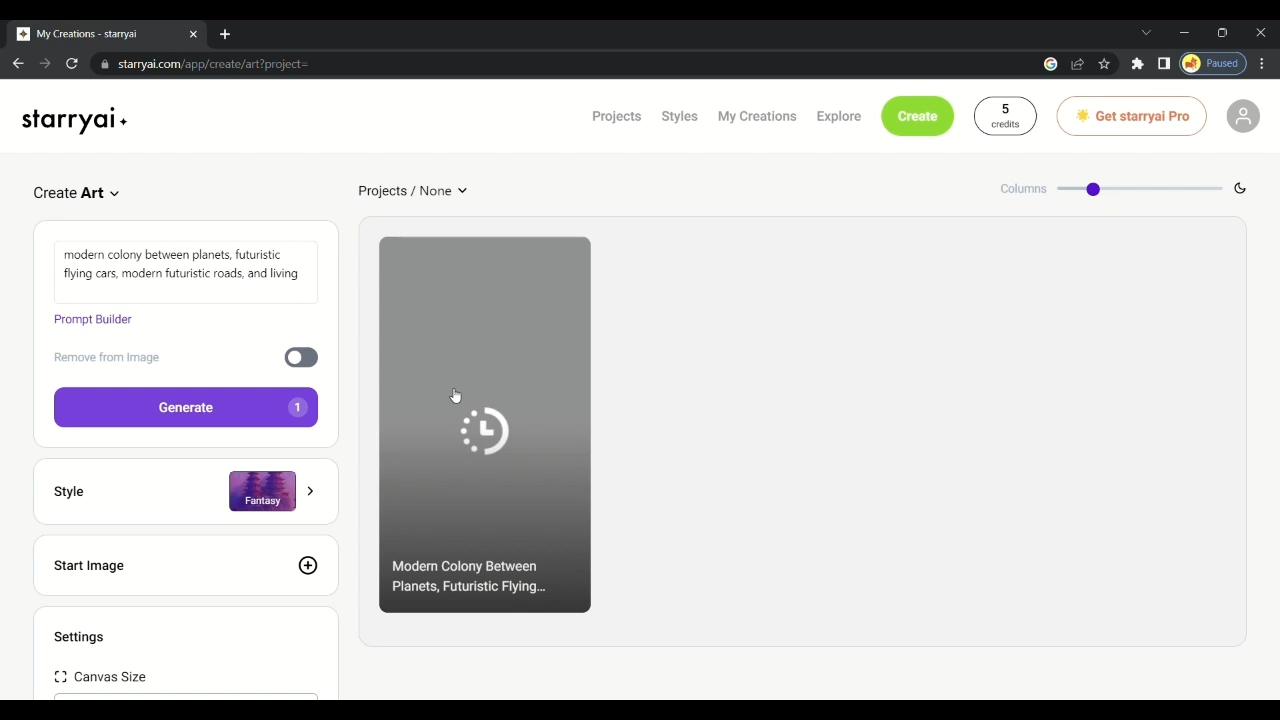 My Creations - starryai
starryai.com/app/create/art?project=
Paused
starryai
Projects
Styles
My Creations
Explore
Create
5
credits
Get starryai Pro
Create Art
Projects / None
Columns
modern colony between planets, futuristic
flying cars, modern futuristic roads, and living
Prompt Builder
Remove from Image
Generate
1
Style
Fantasy
Start Image
Settings
Canvas Size
Modern Colony Between
Planets, Futuristic Flying...